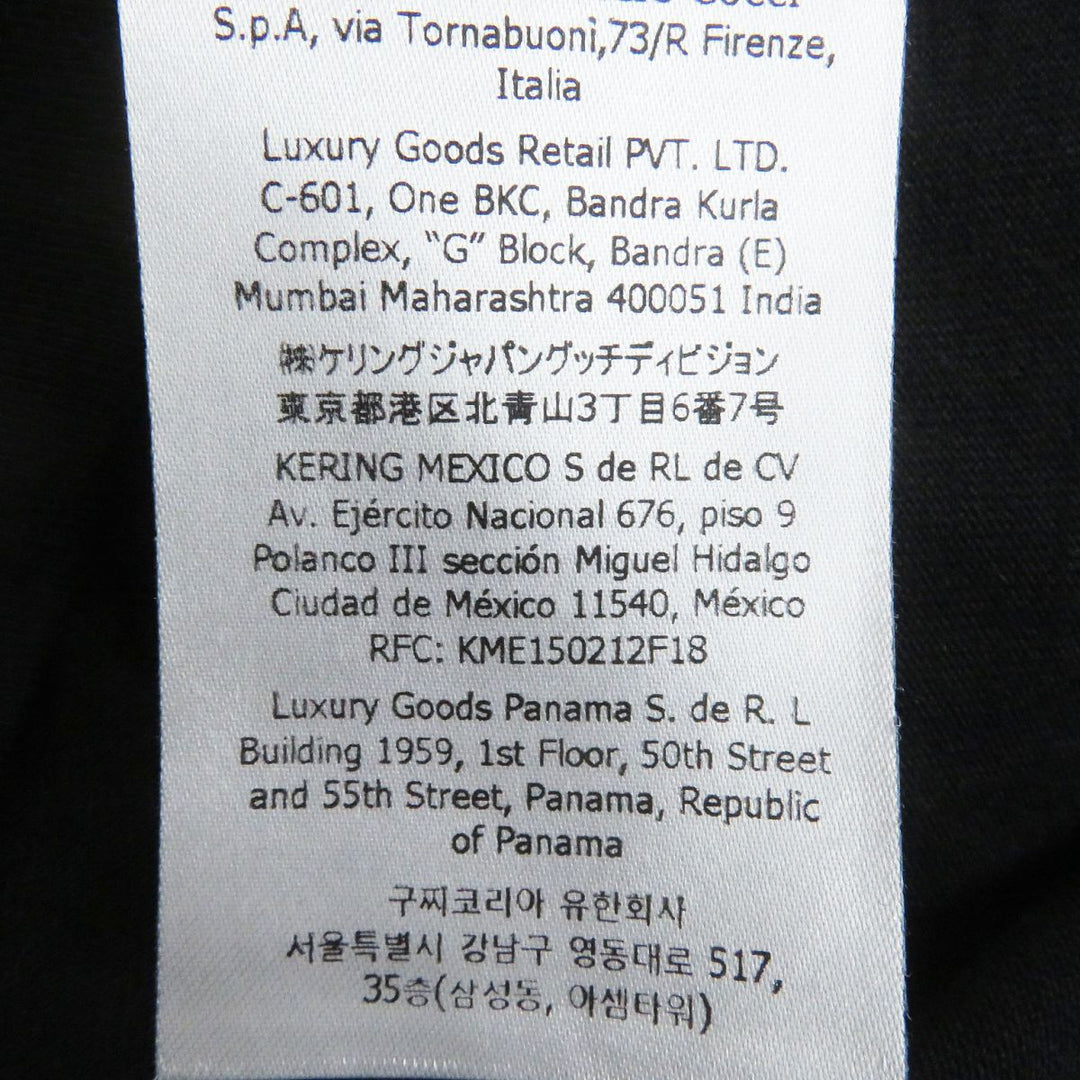 S.p.A, via Tornabuoni,73/R Firenze,
Italia
Luxury Goods Retail PVT. LTD.
C-601, One BKC, Bandra Kurla
Complex, “G” Block, Bandra (E)
Mumbai Maharashtra 400051 India
㈱ケリングジャパングッチディビジョン
東京都港区北青山3丁目6番7号
KERING MEXICO S de RL de CV
Av. Ejército Nacional 676, piso 9
Polanco III sección Miguel Hidalgo
Ciudad de México 11540, México
RFC: KME150212F18
Luxury Goods Panama S. de R. L
Building 1959, 1st Floor, 50th Street
and 55th Street, Panama, Republic
of Panama
구찌코리아 유한회사
서울특별시 강남구 영동대로 517,
35층(삼성동, 아셈타워)